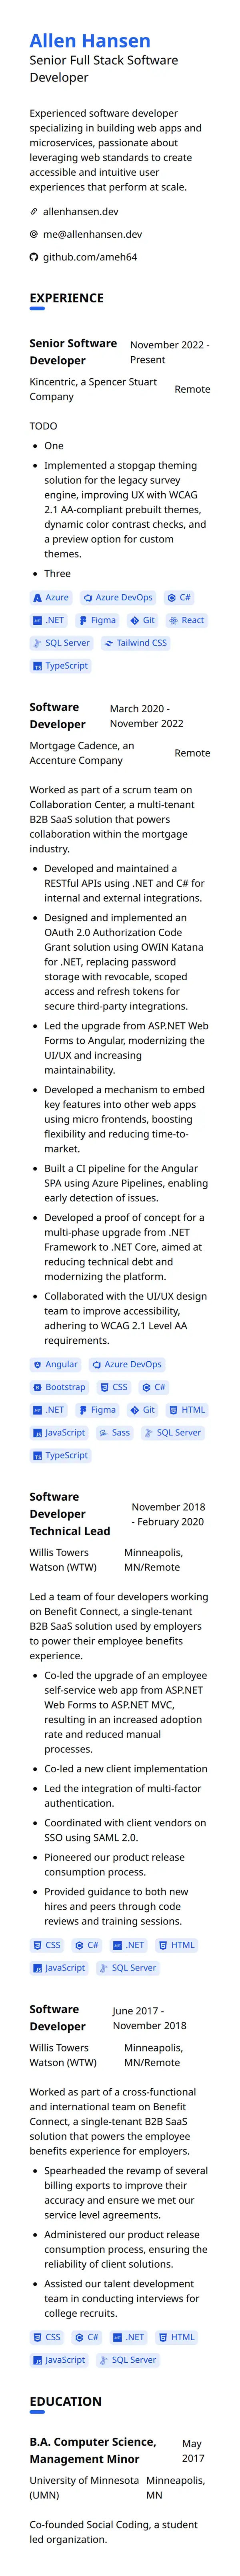 Allen Hansen
Senior Full Stack Software
Developer
Experienced software developer
specializing in building web apps and
microservices, passionate about
leveraging web standards to create
accessible and intuitive user
experiences that perform at scale.
allenhansen.dev
me@allenhansen.dev
github.com/ameh64
EXPERIENCE
Senior Software
Developer
November 2022 -
Present
Kincentric, a Spencer Stuart
Company
Remote
TODO
• One
• Implemented a stopgap theming
solution for the legacy survey
engine, improving UX with WCAG
2.1 AA-compliant prebuilt themes,
dynamic color contrast checks, and
a preview option for custom
themes.
• Three
Azure Azure DevOps C#
.NET Figma Git React
SQL Server Tailwind CSS
TypeScript
Software
Developer
March 2020 -
November 2022
Mortgage Cadence, an
Accenture Company
Remote
Worked as part of a scrum team on
Collaboration Center, a multi-tenant
B2B SaaS solution that powers
collaboration within the mortgage
industry.
• Developed and maintained a
RESTful APIs using .NET and C# for
internal and external integrations.
• Designed and implemented an
OAuth 2.0 Authorization Code
Grant solution using OWIN Katana
for .NET, replacing password
storage with revocable, scoped
access and refresh tokens for
secure third-party integrations.
• Led the upgrade from ASP.NET Web
Forms to Angular, modernizing the
UI/UX and increasing
maintainability.
• Developed a mechanism to embed
key features into other web apps
using micro frontends, boosting
flexibility and reducing time-to-
market.
• Built a CI pipeline for the Angular
SPA using Azure Pipelines, enabling
early detection of issues.
• Developed a proof of concept for a
multi-phase upgrade from .NET
Framework to .NET Core, aimed at
reducing technical debt and
modernizing the platform.
• Collaborated with the UI/UX design
team to improve accessibility,
adhering to WCAG 2.1 Level AA
requirements.
Angular Azure DevOps
Bootstrap CSS C#
.NET Figma Git HTML
JavaScript Sass SQL Server
TypeScript
Software
Developer
Technical Lead
November 2018
- February 2020
Willis Towers
Watson (WTW)
Minneapolis,
MN/Remote
Led a team of four developers working
on Benefit Connect, a single-tenant
B2B SaaS solution used by employers
to power their employee benefits
experience.
• Co-led the upgrade of an employee
self-service web app from ASP.NET
Web Forms to ASP.NET MVC,
resulting in an increased adoption
rate and reduced manual
processes.
• Co-led a new client implementation
• Led the integration of multi-factor
authentication.
• Coordinated with client vendors on
SSO using SAML 2.0.
• Pioneered our product release
consumption process.
• Provided guidance to both new
hires and peers through code
reviews and training sessions.
CSS C# .NET HTML
JavaScript SQL Server
Software
Developer
June 2017 -
November 2018
Willis Towers
Watson (WTW)
Minneapolis,
MN/Remote
Worked as part of a cross-functional
and international team on Benefit
Connect, a single-tenant B2B SaaS
solution that powers the employee
benefits experience for employers.
• Spearheaded the revamp of several
billing exports to improve their
accuracy and ensure we met our
service level agreements.
• Administered our product release
consumption process, ensuring the
reliability of client solutions.
• Assisted our talent development
team in conducting interviews for
college recruits.
CSS C# .NET HTML
JavaScript SQL Server
EDUCATION
B.A. Computer Science,
Management Minor
May
2017
University of Minnesota
(UMN)
Minneapolis,
MN
Co-founded Social Coding, a student
led organization.